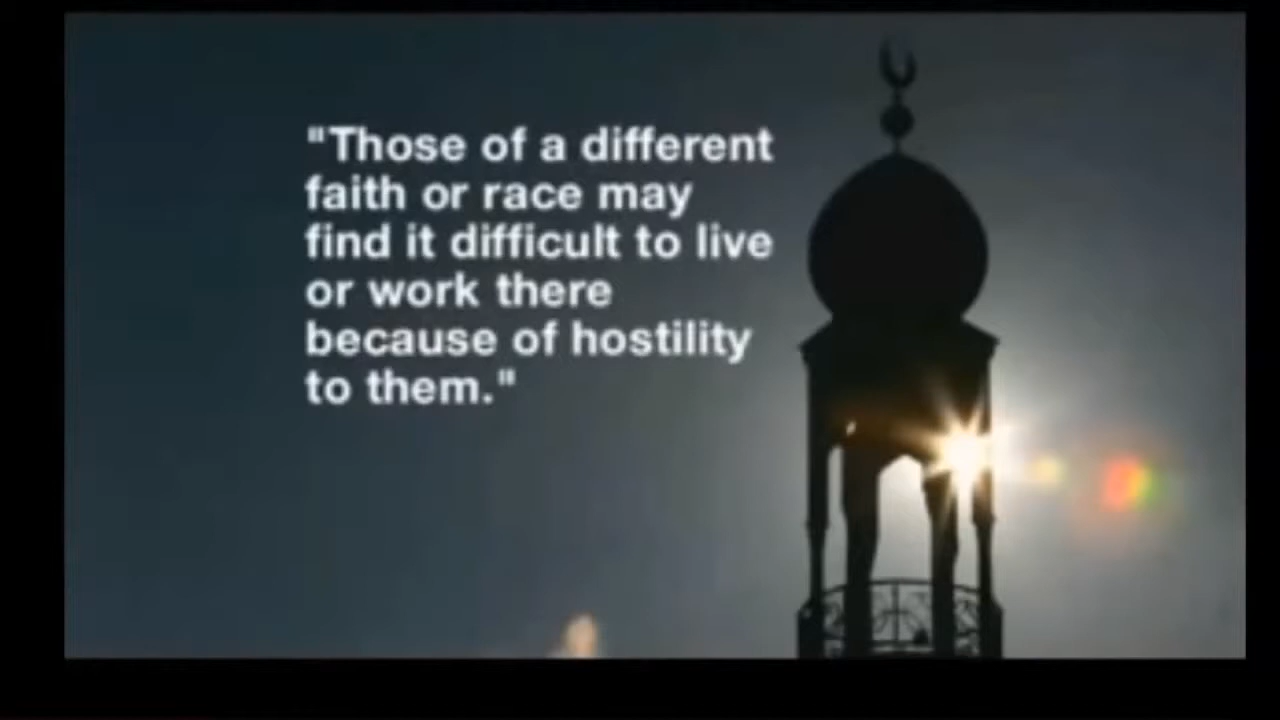 "Those of a different
faith or race may
find it difficult to live
or work there
because of hostility
to them."